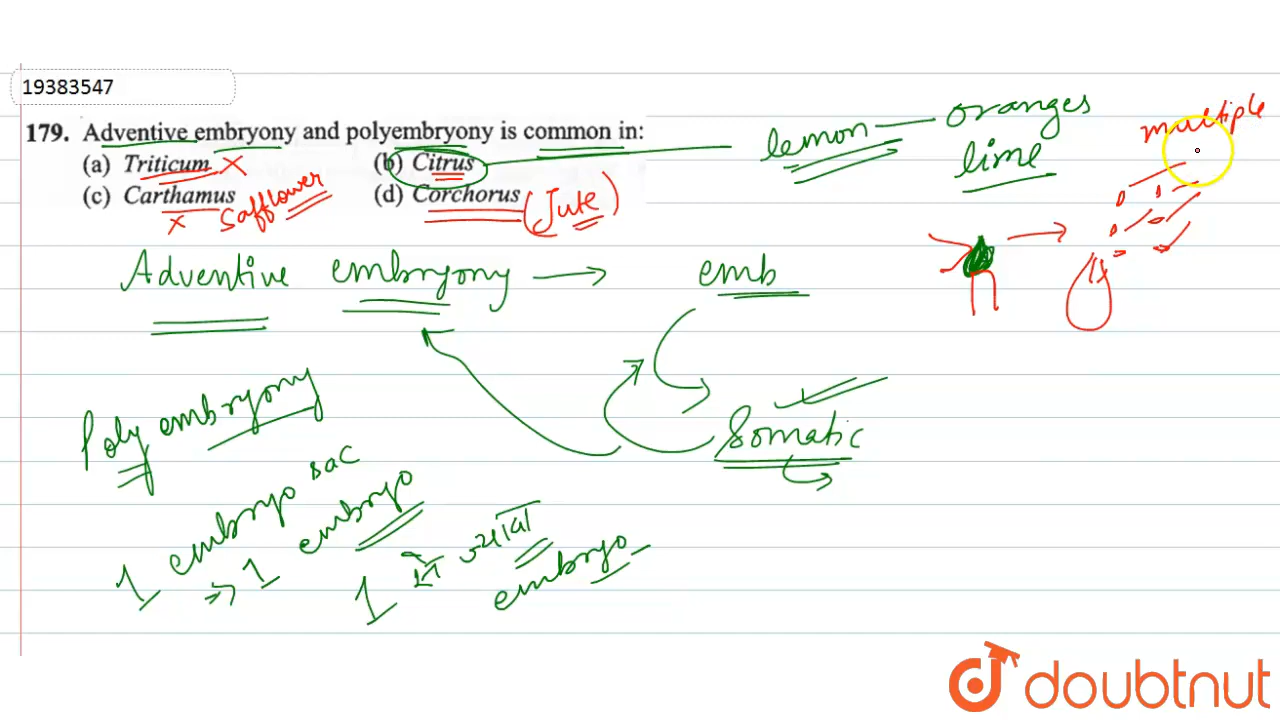 19383547
179. Adventive embryony and polyembryony is common in:
(a) Triticum (b) Citrus
(c) Carthamus (d) Corchorus
X
X Safflower
(Jute)
lemon — oranges
lime
multiple
Adventive embryony → emb
Somatic
Poly embryony
1 embryo sac
⇒ 1 embryo
1 से ज्यादा
embryo
doubtnut